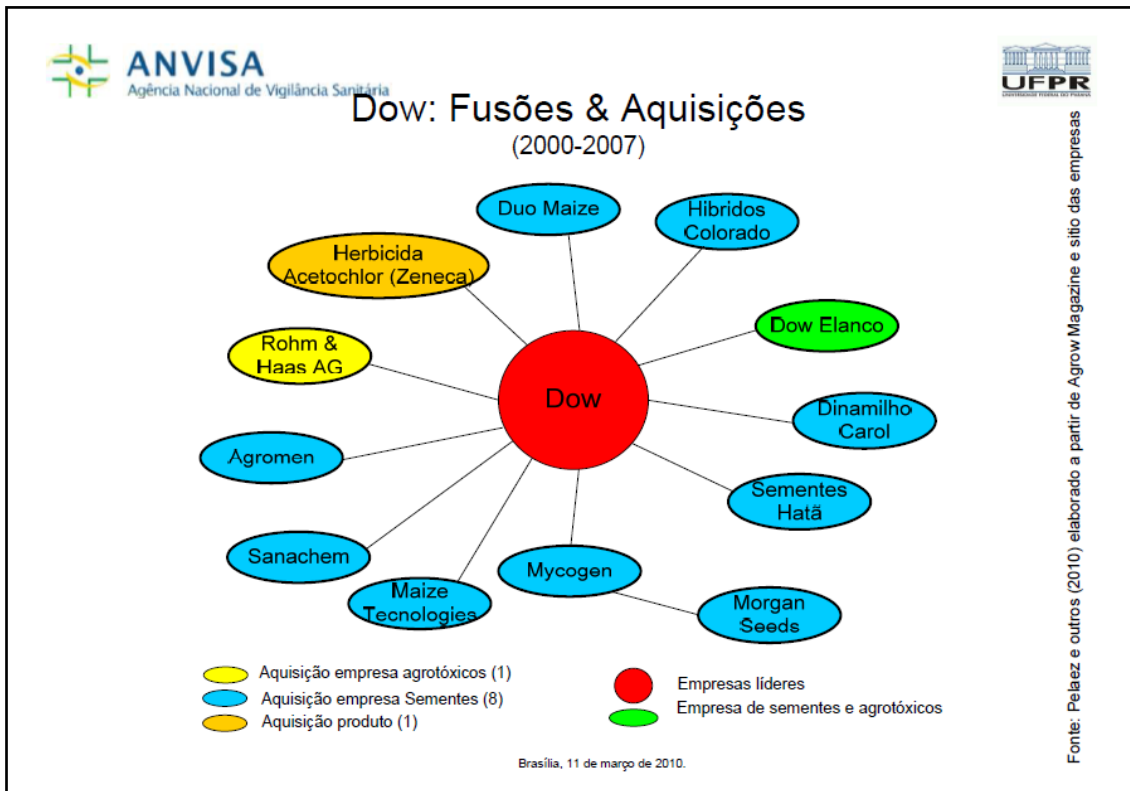 ANVISA
Agência Nacional de Vigilância Sanitária
UFPR
Dow: Fusões & Aquisições
(2000-2007)
Duo Maize
Hibridos
Colorado
Herbicida
Acetochlor (Zeneca)
Dow Elanco
Rohm &
Haas AG
Dow
Dinamilho
Carol
Agromen
Sementes
Hatã
Sanachem
Mycogen
Maize
Tecnologies
Morgan
Seeds
Aquisição empresa agrotóxicos (1)
Aquisição empresa Sementes (8)
Aquisição produto (1)
Empresas líderes
Empresa de sementes e agrotóxicos
Brasília, 11 de março de 2010.
Fonte: Pelaez e outros (2010) elaborado a partir de Agrow Magazine e sitio das empresas